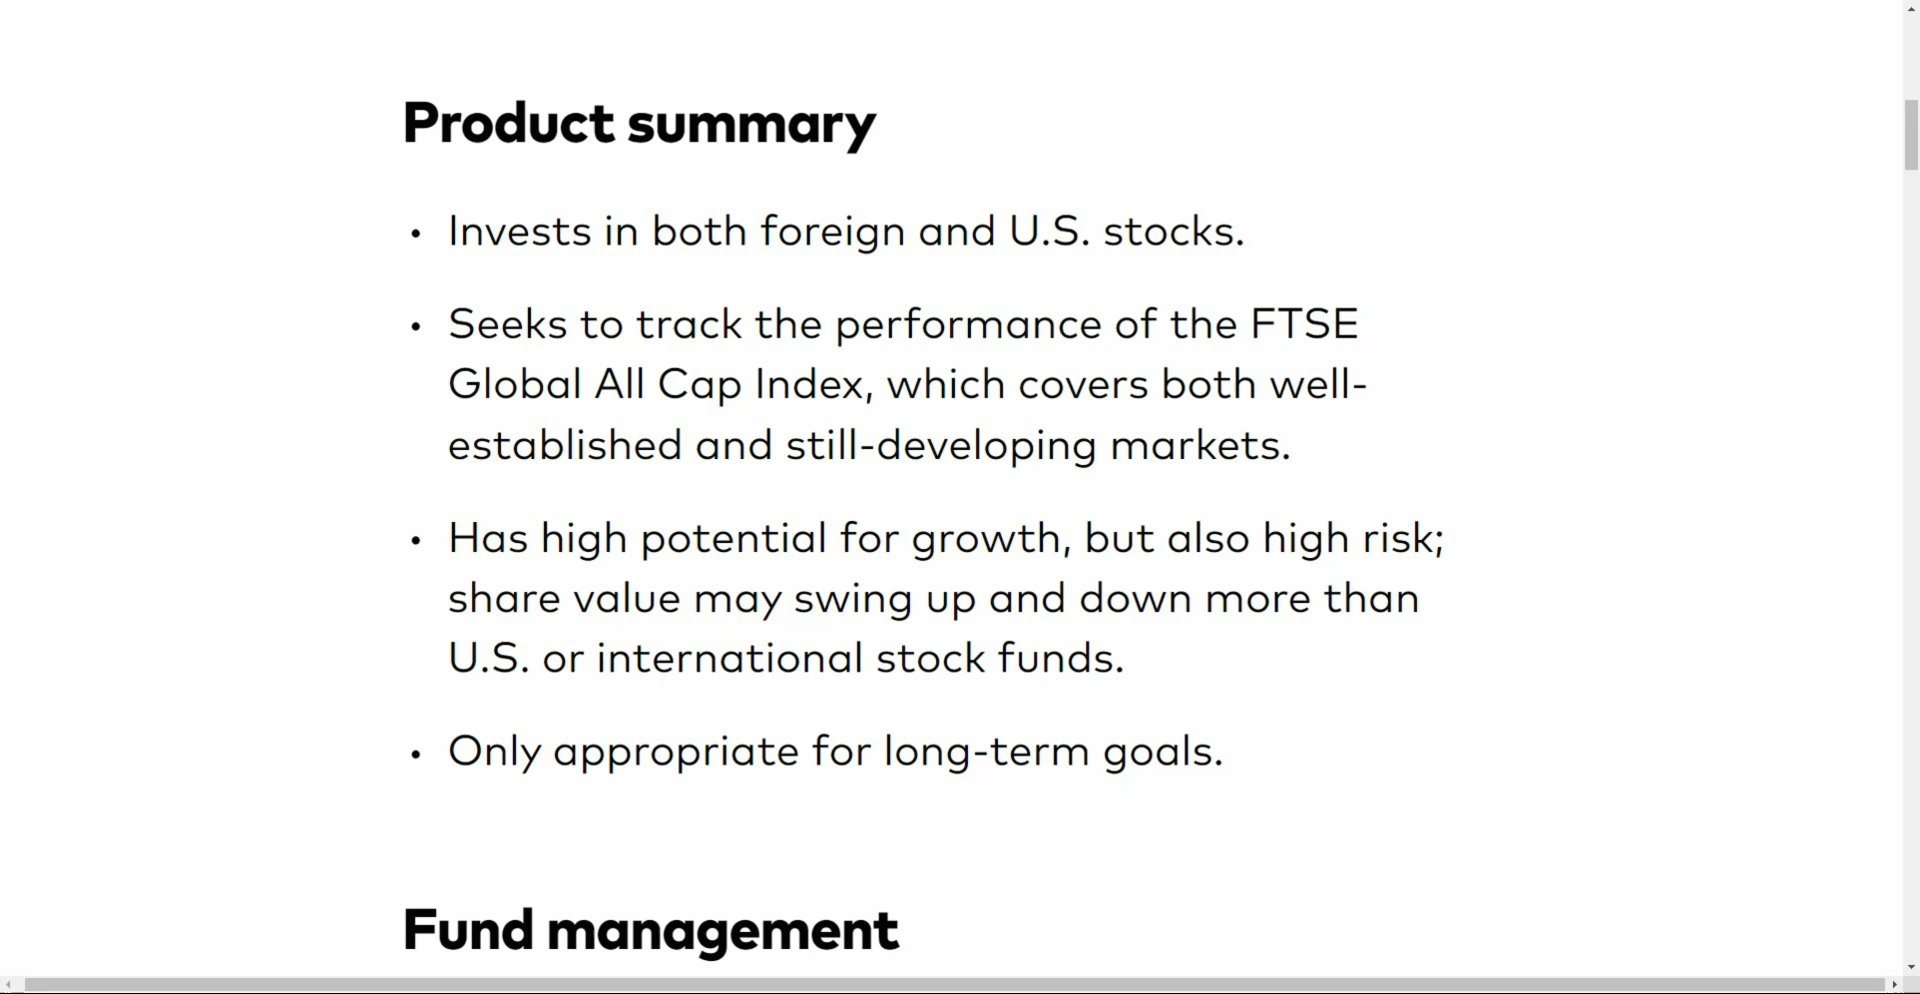 Product summary
• Invests in both foreign and U.S. stocks.
• Seeks to track the performance of the FTSE
Global All Cap Index, which covers both well-
established and still-developing markets.
• Has high potential for growth, but also high risk;
share value may swing up and down more than
U.S. or international stock funds.
• Only appropriate for long-term goals.
Fund management